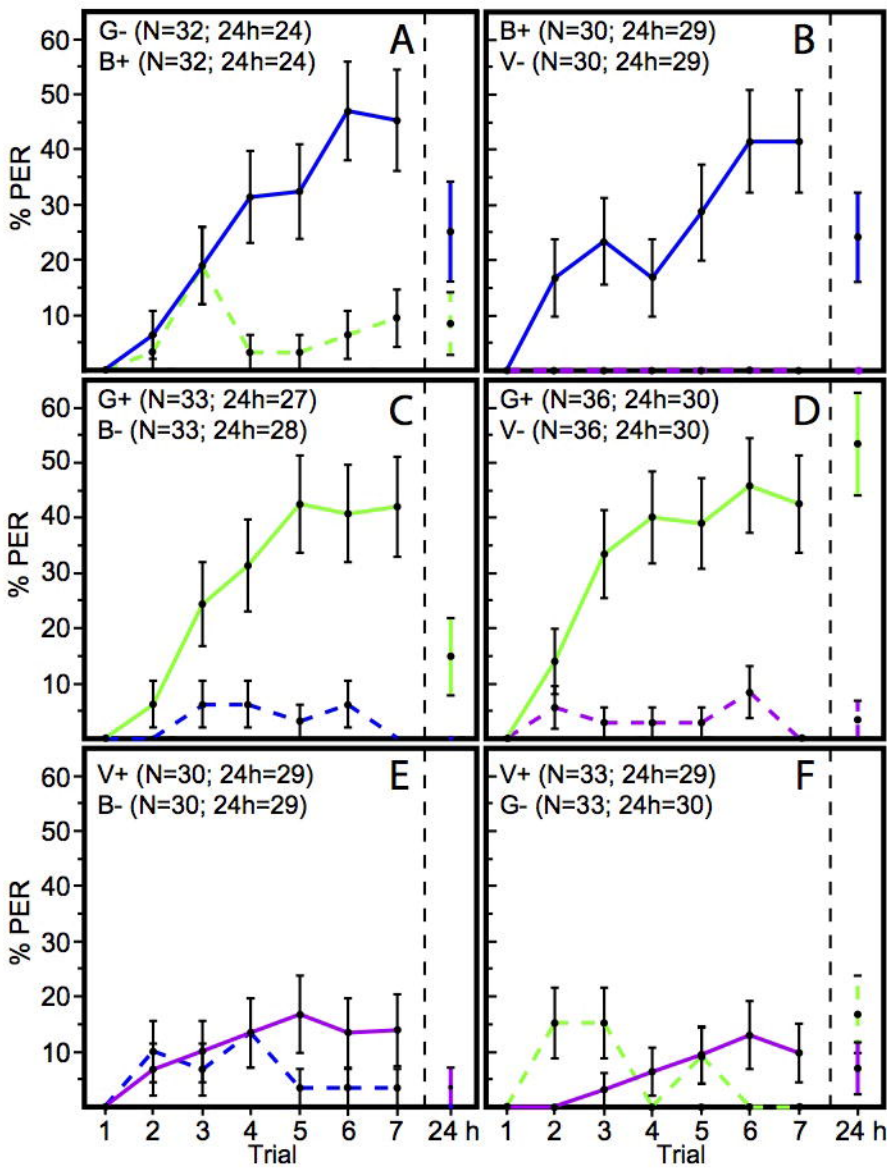 G- (N=32; 24h=24)
B+ (N=32; 24h=24)
A
B+ (N=30; 24h=29)
V- (N=30; 24h=29)
B
60
50
40
30
20
10
% PER
G+ (N=33; 24h=27)
B- (N=33; 24h=28)
C
G+ (N=36; 24h=30)
V- (N=36; 24h=30)
D
60
50
40
30
20
10
% PER
V+ (N=30; 24h=29)
B- (N=30; 24h=29)
E
V+ (N=33; 24h=29)
G- (N=33; 24h=30)
F
60
50
40
30
20
10
% PER
1 2 3 4 5 6 7 24 h
1 2 3 4 5 6 7 24 h
Trial
Trial